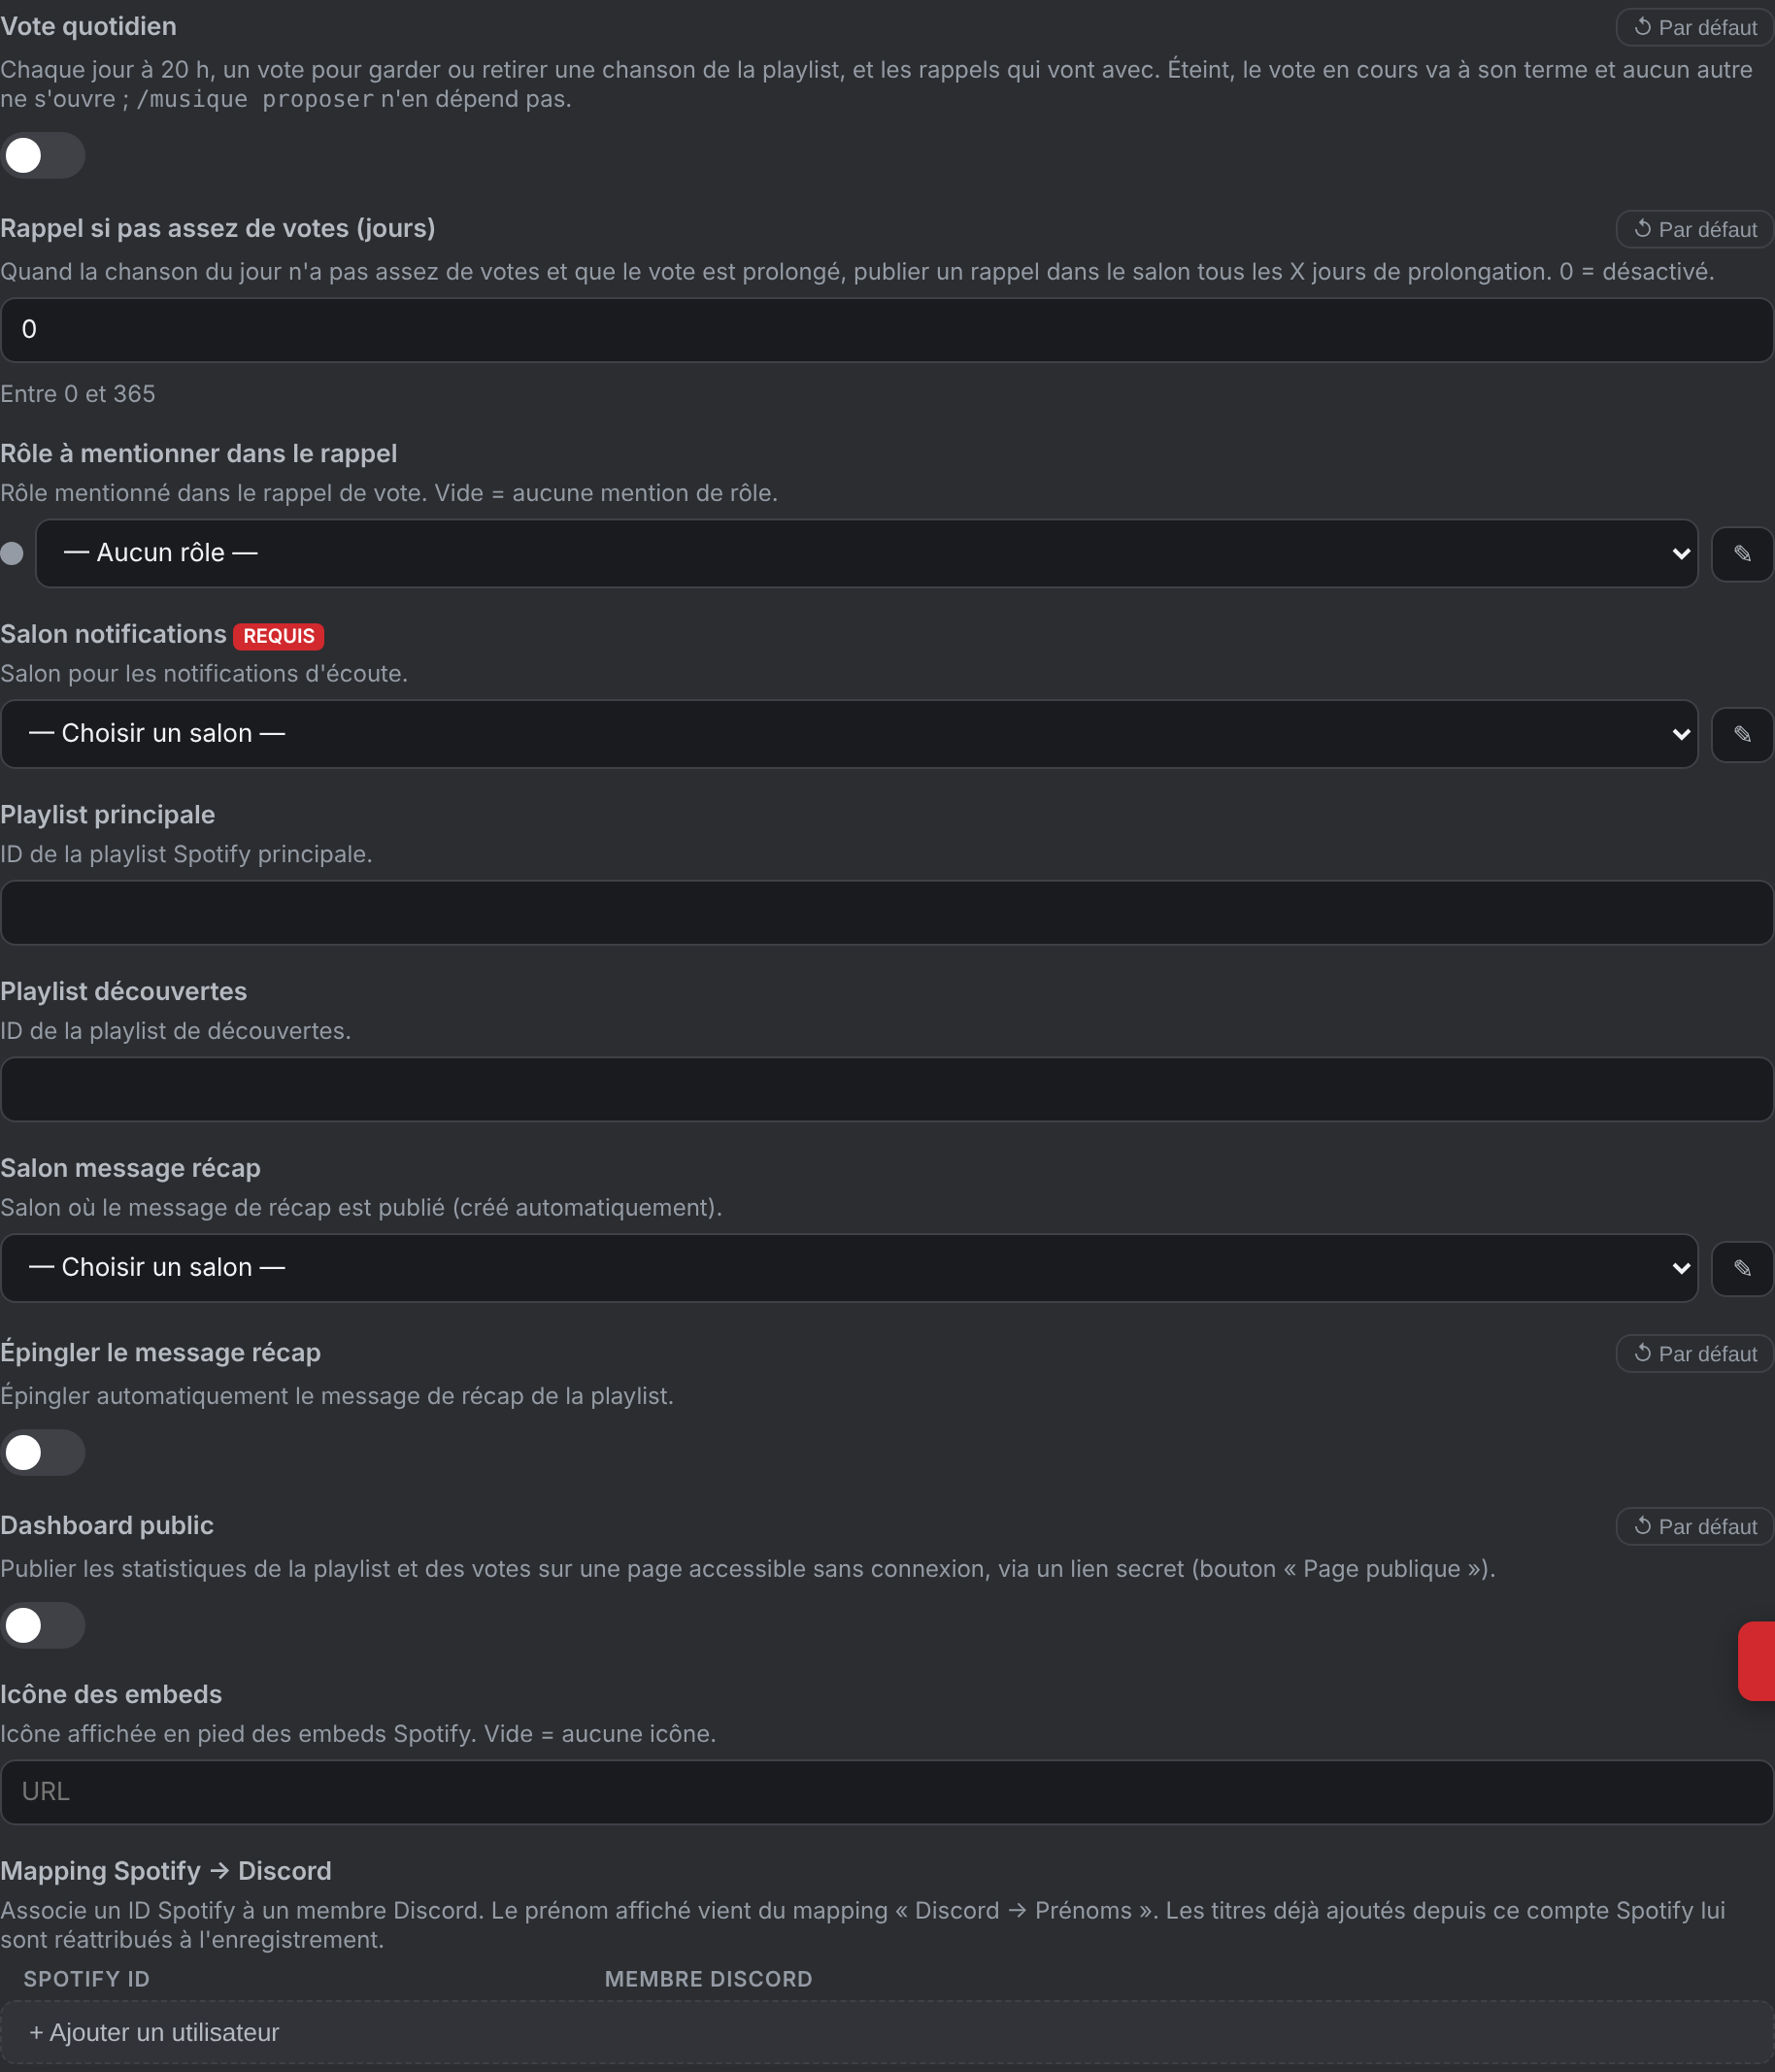 Vote quotidien
Par défaut
Chaque jour à 20 h, un vote pour garder ou retirer une chanson de la playlist, et les rappels qui vont avec. Éteint, le vote en cours va à son terme et aucun autre
ne s'ouvre ; /musique proposer n'en dépend pas.
Rappel si pas assez de votes (jours)
Par défaut
Quand la chanson du jour n'a pas assez de votes et que le vote est prolongé, publier un rappel dans le salon tous les X jours de prolongation. 0 = désactivé.
0
Entre 0 et 365
Rôle à mentionner dans le rappel
Rôle mentionné dans le rappel de vote. Vide = aucune mention de rôle.
— Aucun rôle —
Salon notifications REQUIS
Salon pour les notifications d'écoute.
— Choisir un salon —
Playlist principale
ID de la playlist Spotify principale.
Playlist découvertes
ID de la playlist de découvertes.
Salon message récap
Salon où le message de récap est publié (créé automatiquement).
— Choisir un salon —
Épingler le message récap
Par défaut
Épingler automatiquement le message de récap de la playlist.
Dashboard public
Par défaut
Publier les statistiques de la playlist et des votes sur une page accessible sans connexion, via un lien secret (bouton « Page publique »).
Icône des embeds
Icône affichée en pied des embeds Spotify. Vide = aucune icône.
URL
Mapping Spotify → Discord
Associe un ID Spotify à un membre Discord. Le prénom affiché vient du mapping « Discord → Prénoms ». Les titres déjà ajoutés depuis ce compte Spotify lui
sont réattribués à l'enregistrement.
SPOTIFY ID
MEMBRE DISCORD
+ Ajouter un utilisateur